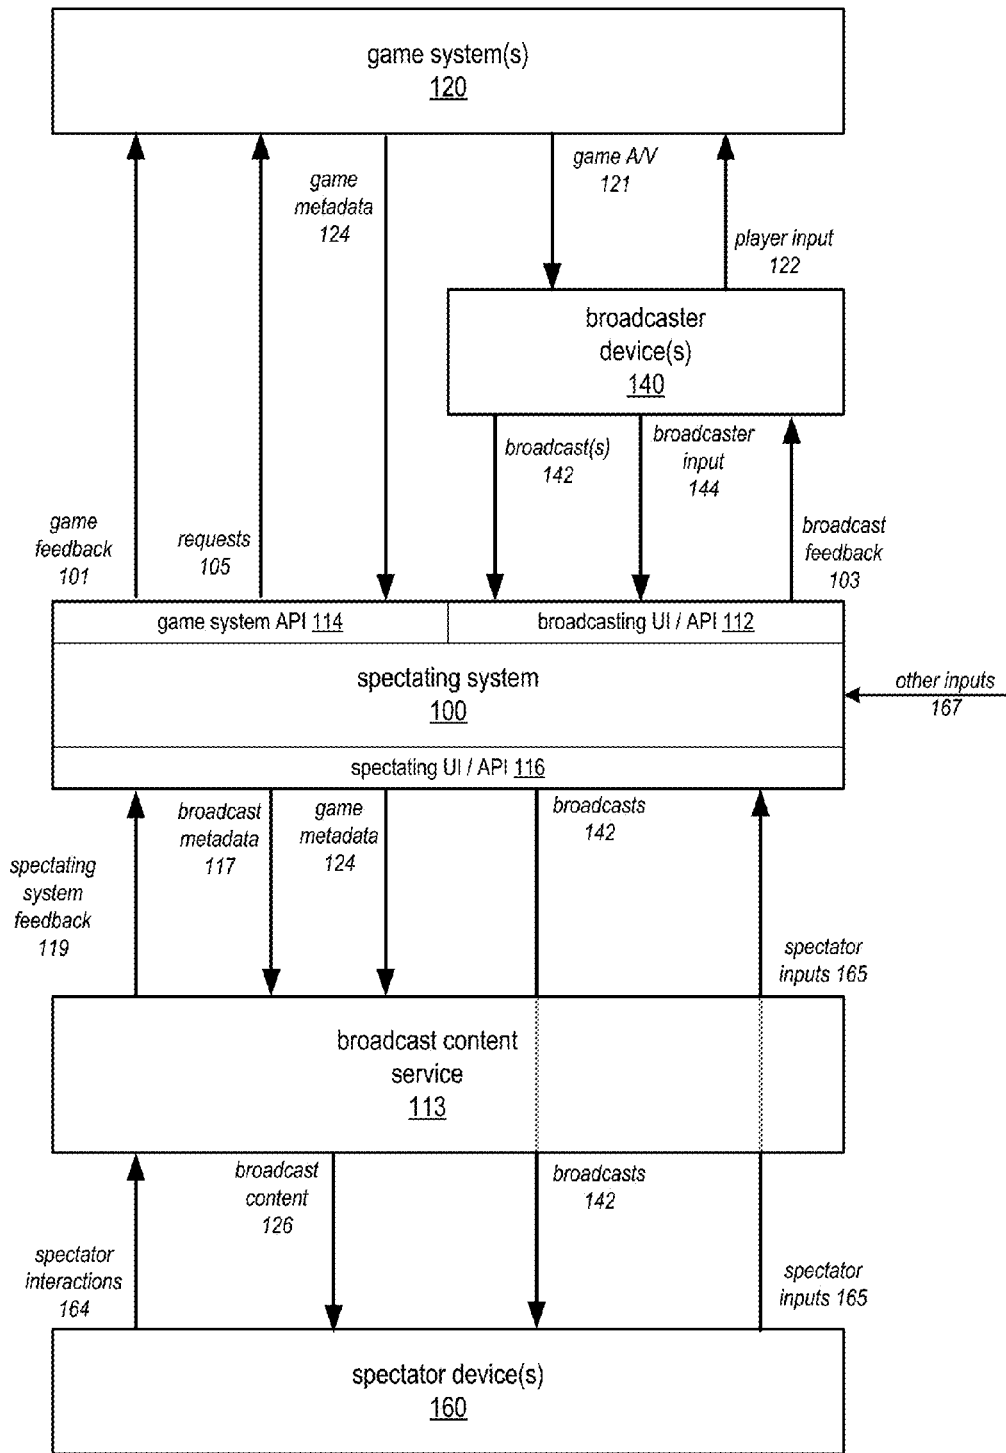 game system(s)
120
game A/V
121
game
metadata
124
player input
122
broadcaster
device(s)
140
broadcast(s)
142
broadcaster
input
144
game
feedback
101
requests
105
broadcast
feedback
103
game system API 114
broadcasting UI / API 112
spectating system
100
other inputs
167
spectating UI / API 116
broadcast
metadata
117
game
metadata
124
broadcasts
142
spectating
system
feedback
119
spectator
inputs 165
broadcast content
service
113
broadcast
content
126
broadcasts
142
spectator
interactions
164
spectator
inputs 165
spectator device(s)
160